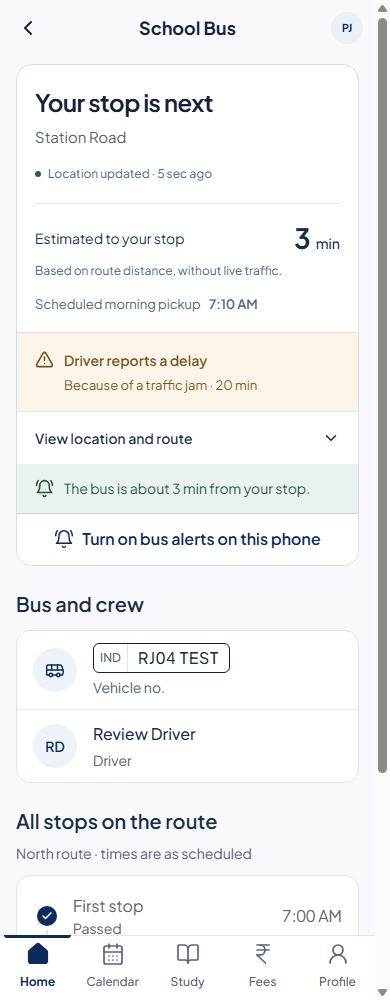 School Bus
PJ
Your stop is next
Station Road
Location updated · 5 sec ago
Estimated to your stop
3 min
Based on route distance, without live traffic.
Scheduled morning pickup 7:10 AM
Driver reports a delay
Because of a traffic jam · 20 min
View location and route
The bus is about 3 min from your stop.
Turn on bus alerts on this phone
Bus and crew
IND RJ04 TEST
Vehicle no.
RD
Review Driver
Driver
All stops on the route
North route · times are as scheduled
First stop
7:00 AM
Passed
Home
Calendar
Study
Fees
Profile